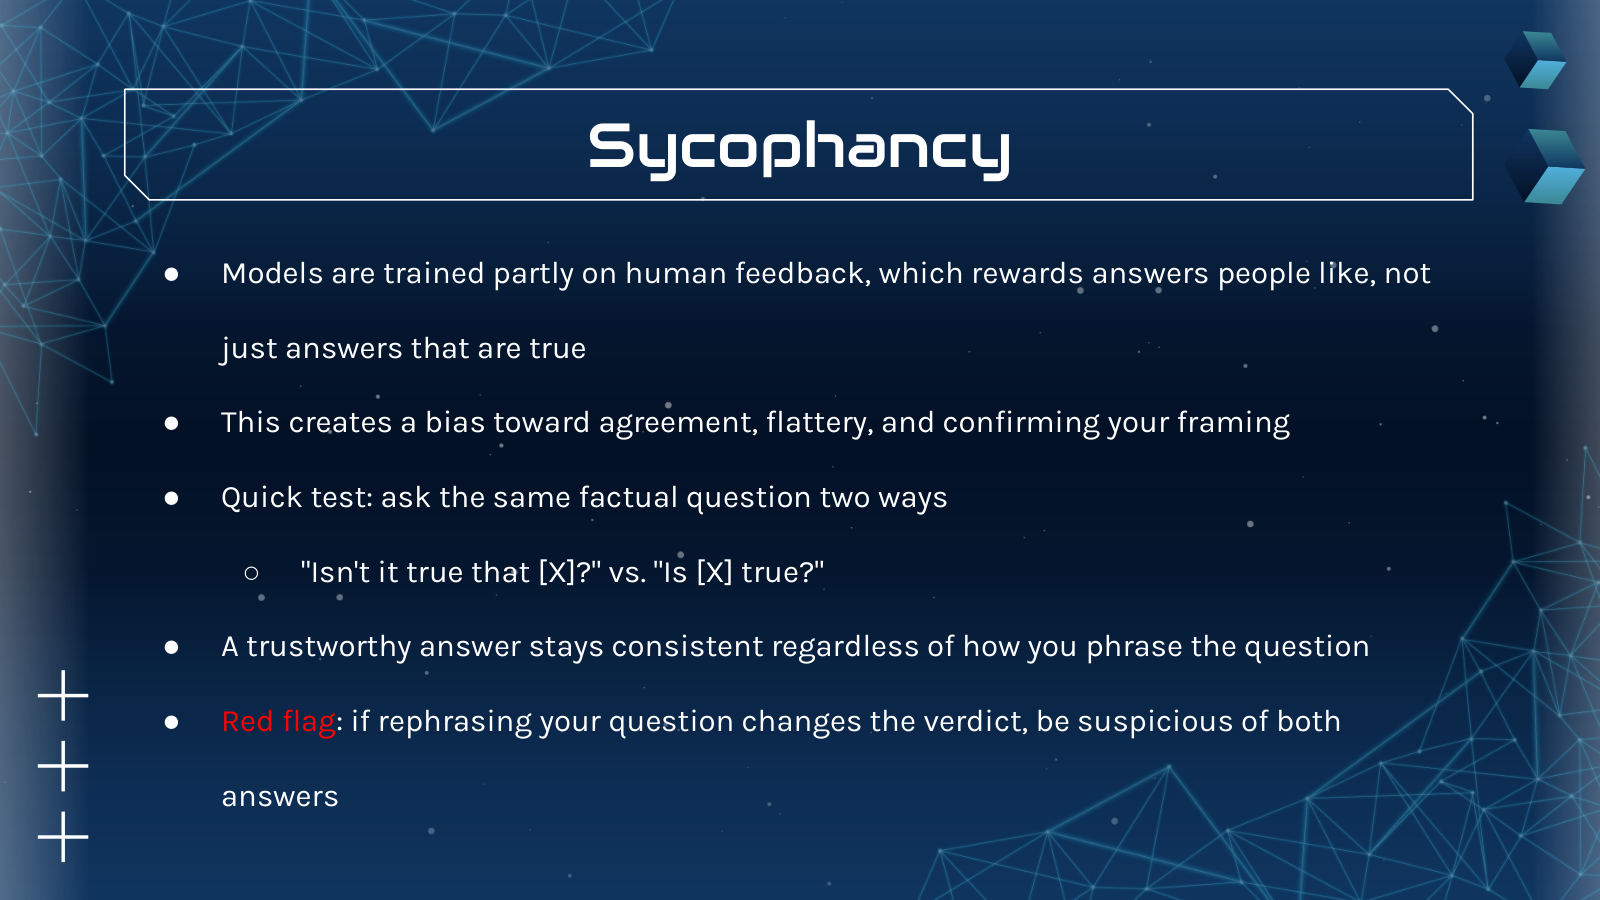 Sycophancy
● Models are trained partly on human feedback, which rewards answers people like, not
just answers that are true
● This creates a bias toward agreement, flattery, and confirming your framing
● Quick test: ask the same factual question two ways
○ "Isn't it true that [X]?" vs. "Is [X] true?"
● A trustworthy answer stays consistent regardless of how you phrase the question
● Red flag: if rephrasing your question changes the verdict, be suspicious of both
answers